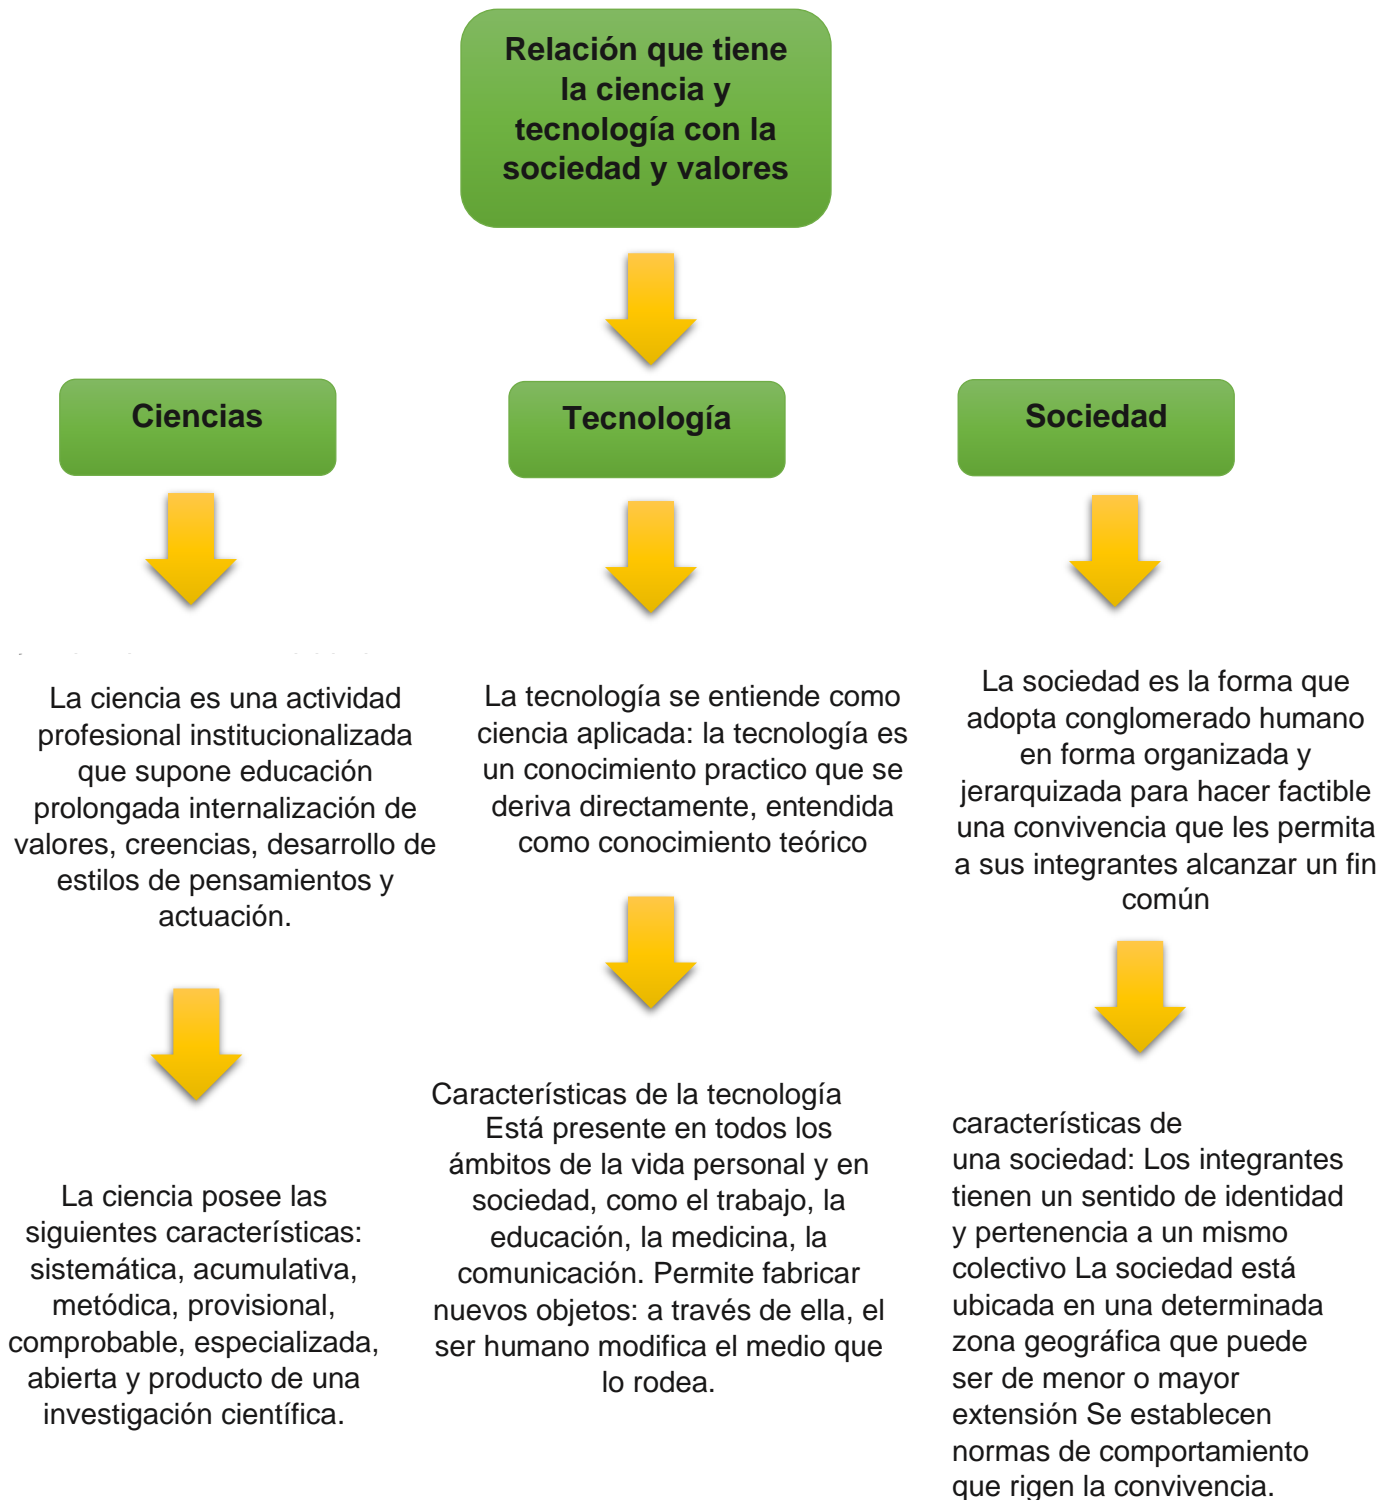 Relación que tiene
la ciencia y
tecnología con la
sociedad y valores
Ciencias
Tecnología
Sociedad
La ciencia es una actividad
profesional institucionalizada
que supone educación
prolongada internalización de
valores, creencias, desarrollo de
estilos de pensamientos y
actuación.
La tecnología se entiende como
ciencia aplicada: la tecnología es
un conocimiento practico que se
deriva directamente, entendida
como conocimiento teórico
La sociedad es la forma que
adopta conglomerado humano
en forma organizada y
jerarquizada para hacer factible
una convivencia que les permita
a sus integrantes alcanzar un fin
común
La ciencia posee las
siguientes características:
sistemática, acumulativa,
metódica, provisional,
comprobable, especializada,
abierta y producto de una
investigación científica.
Características de la tecnología
Está presente en todos los
ámbitos de la vida personal y en
sociedad, como el trabajo, la
educación, la medicina, la
comunicación. Permite fabricar
nuevos objetos: a través de ella, el
ser humano modifica el medio que
lo rodea.
características de
una sociedad: Los integrantes
tienen un sentido de identidad
y pertenencia a un mismo
colectivo La sociedad está
ubicada en una determinada
zona geográfica que puede
ser de menor o mayor
extensión Se establecen
normas de comportamiento
que rigen la convivencia.